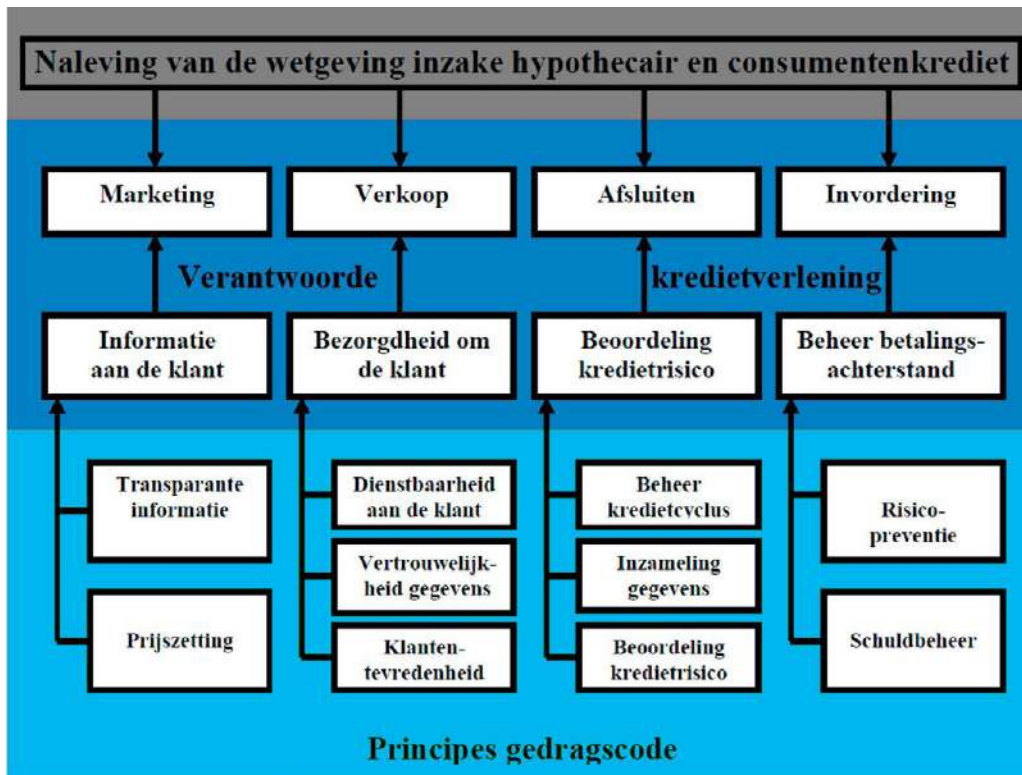 Naleving van de wetgeving inzake hypothecair en consumentenkrediet
Marketing
Verkoop
Afsluiten
Invordering
Verantwoorde
kredietverlening
Informatie
aan de klant
Bezorgdheid om
de klant
Beoordeling
kredietrisico
Beheer betalings-
achterstand
Transparante
informatie
Prijszetting
Dienstbaarheid
aan de klant
Vertrouwelijk-
heid gegevens
Klanten-
tevredenheid
Beheer
kredietcyclus
Inzameling
gegevens
Beoordeling
kredietrisico
Risico-
preventie
Schuldbeheer
Principes gedragscode